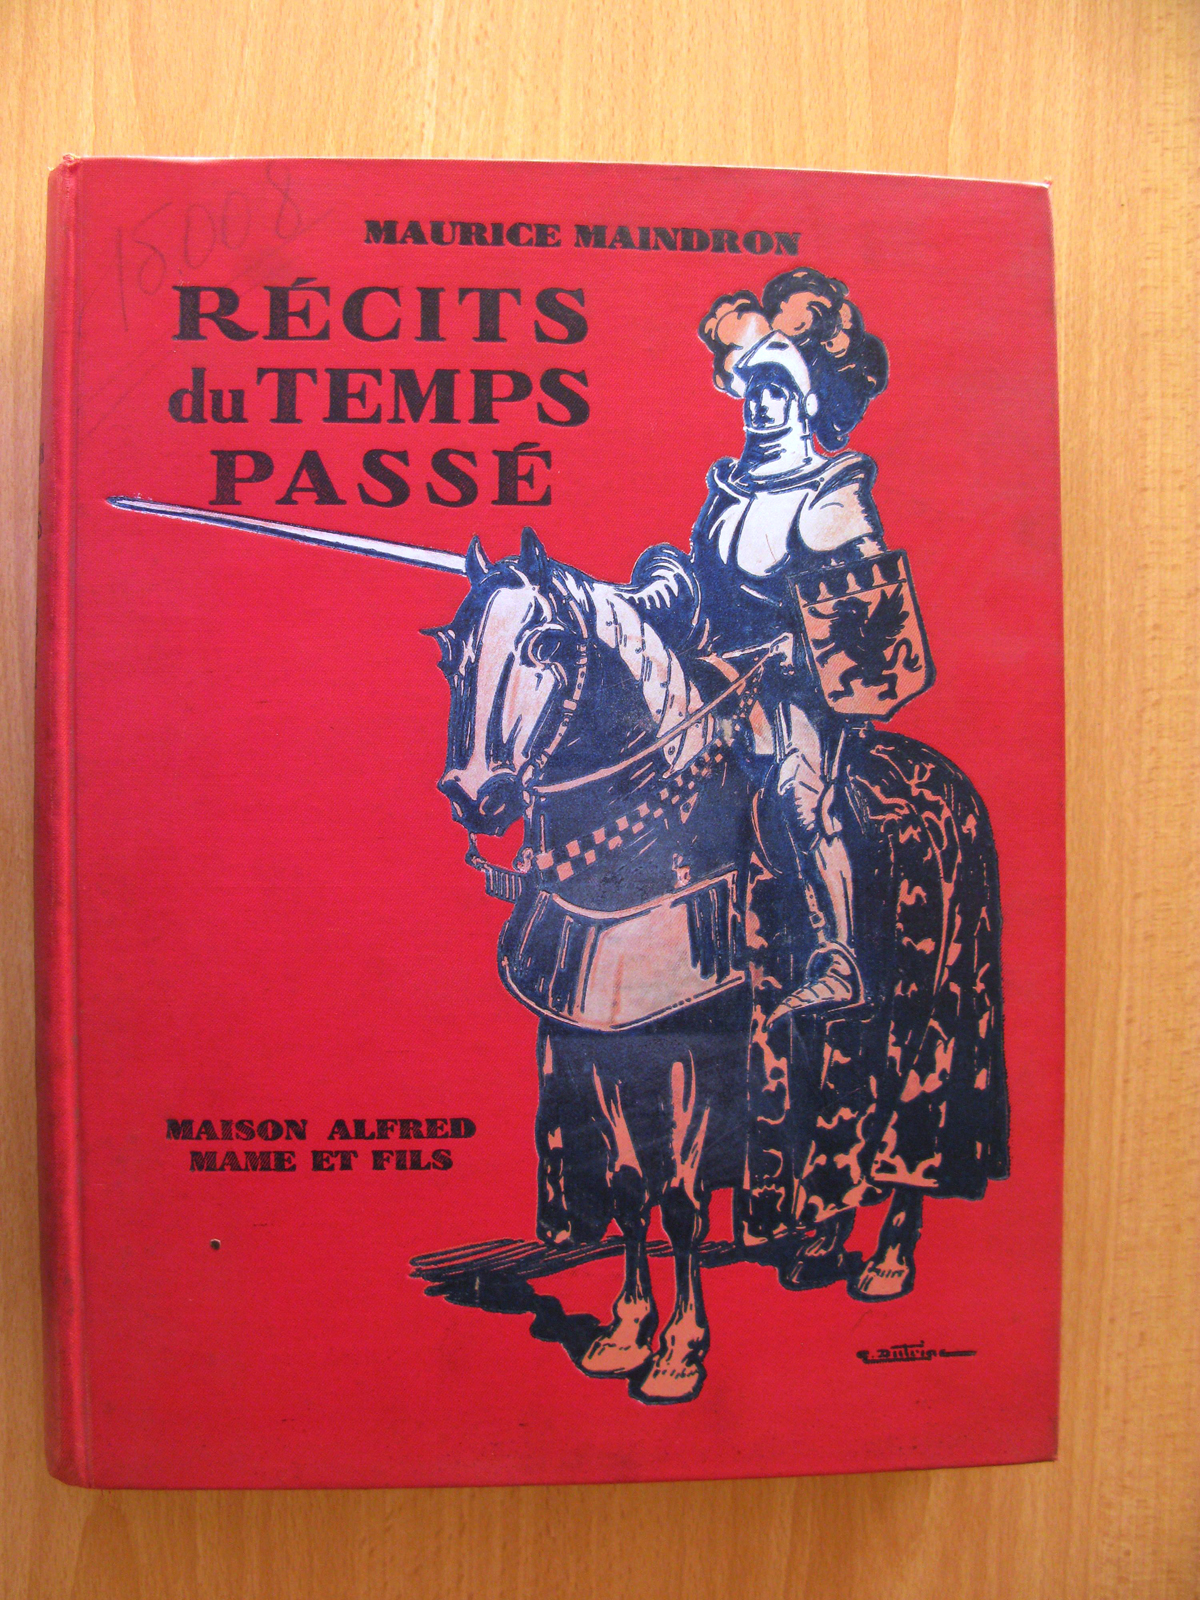 15008
MAURICE MAINDRON
RÉCITS
du TEMPS
PASSÉ
MAISON ALFRED
MAME ET FILS